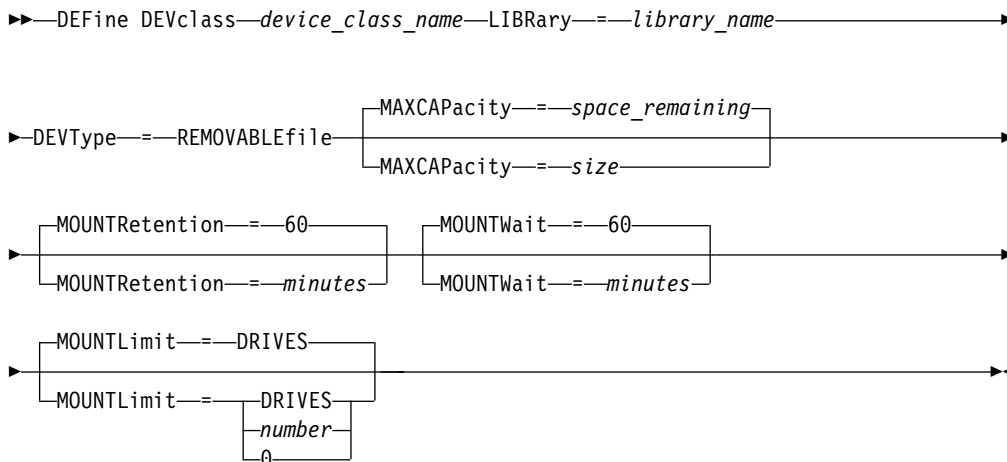 DEFine DEVclass device_class_name LIBRary = library_name
MAXCAPacity = space_remaining
DEVType = REMOVABLEfile
MAXCAPacity = size
MOUNTRetention = 60 MOUNTWait = 60
MOUNTRetention = minutes MOUNTWait = minutes
MOUNTLimit = DRIVES
MOUNTLimit = DRIVES
number
0